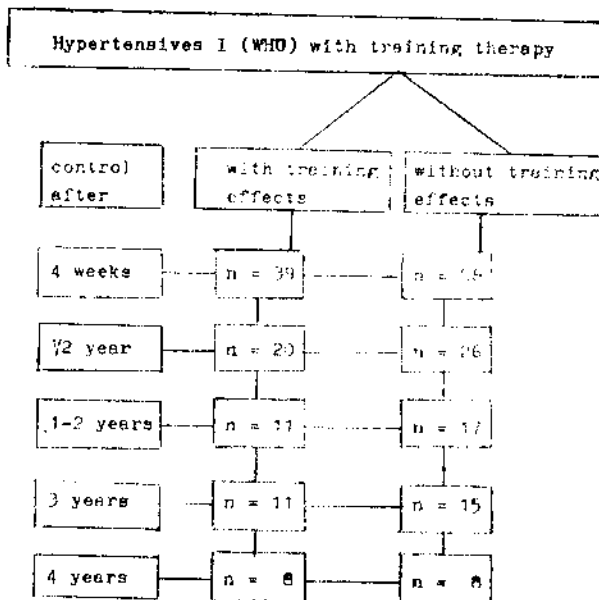 Hypertensives I (WHO) with training therapy
control after
with training effects
without training effects
4 weeks n = 39 n =
1/2 year n = 20 n = 26
1-2 years n = 11 n = 17
3 years n = 11 n = 15
4 years n = 8 n = 8